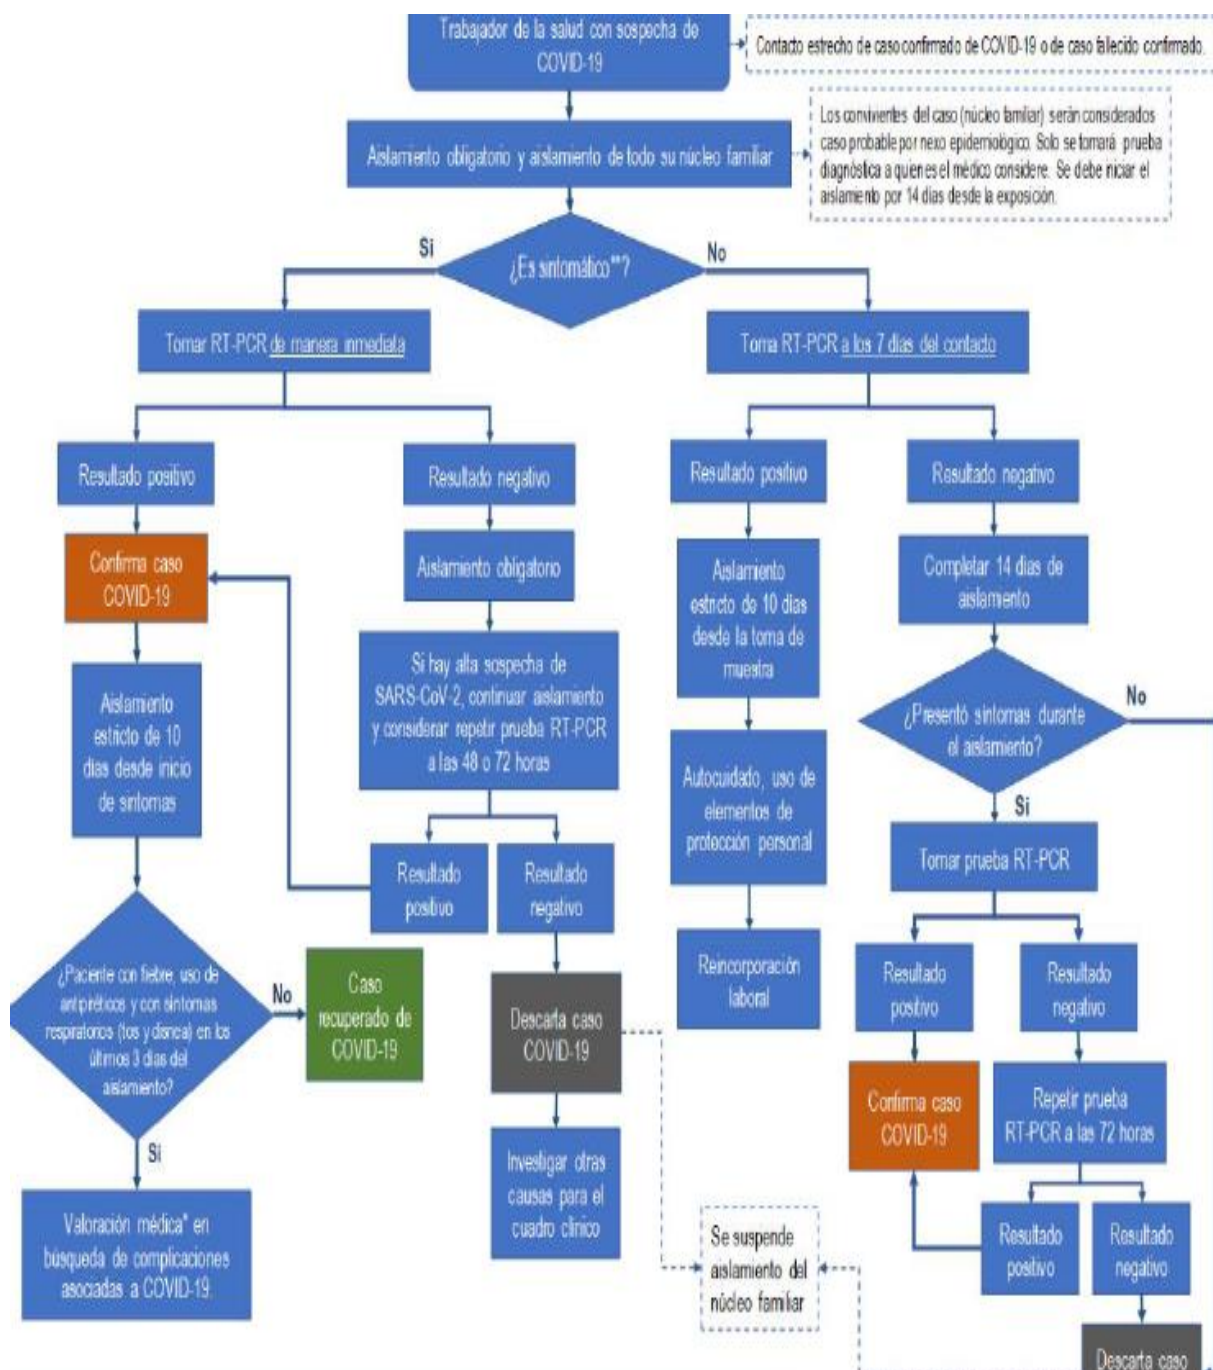 Trabajador de la salud con sospecha de
COVID-19
Contacto estrecho de caso confirmado de COVID-19 o de caso fallecido confirmado.
Aislamiento obligatorio y aislamiento de todo su núcleo familiar
Los convivientes del caso (núcleo familiar) serán considerados
caso probable por nexo epidemiológico. Solo se tomará prueba
diagnóstica a quienes el médico considere. Se debe iniciar el
aislamiento por 14 días desde la exposición.
¿Es sintomático**?
Si
No
Tomar RT-PCR de manera inmediata
Toma RT-PCR a los 7 días del contacto
Resultado positivo
Resultado negativo
Resultado positivo
Resultado negativo
Confirma caso
COVID-19
Aislamiento obligatorio
Aislamiento
estricto de 10 días
desde la toma de
muestra
Completar 14 días de
aislamiento
Aislamiento
estricto de 10
días desde inicio
de síntomas
Si hay alta sospecha de
SARS-CoV-2, continuar aislamiento
y considerar repetir prueba RT-PCR
a las 48 o 72 horas
¿Presentó síntomas durante
el aislamiento?
No
Si
Autocuidado, uso de
elementos de
protección personal
Tomar prueba RT-PCR
Resultado
positivo
Resultado
negativo
¿Paciente con fiebre, uso de
antipiréticos y con síntomas
respiratorios (tos y disnea) en los
últimos 3 días del
aislamiento?
No
Si
Caso
recuperado de
COVID-19
Descarta caso
COVID-19
Reincorporación
laboral
Resultado
positivo
Resultado
negativo
Confirma caso
COVID-19
Repetir prueba
RT-PCR a las 72 horas
Valoración médica* en
búsqueda de complicaciones
asociadas a COVID-19.
Investigar otras
causas para el
cuadro clínico
Se suspende
aislamiento del
núcleo familiar
Resultado
positivo
Resultado
negativo
Descarta caso